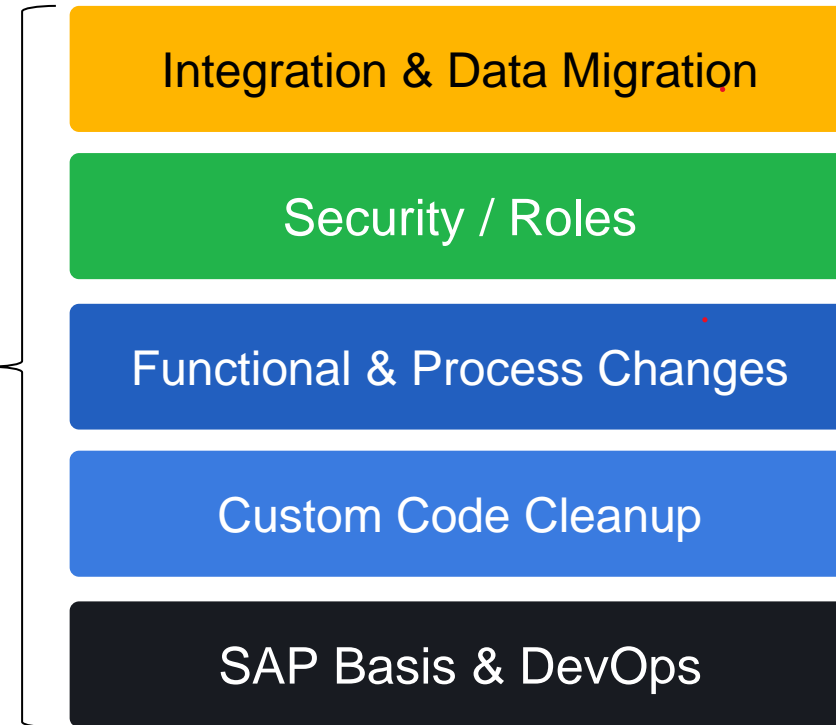 Integration & Data Migration
Security / Roles
Functional & Process Changes
Custom Code Cleanup
SAP Basis & DevOps